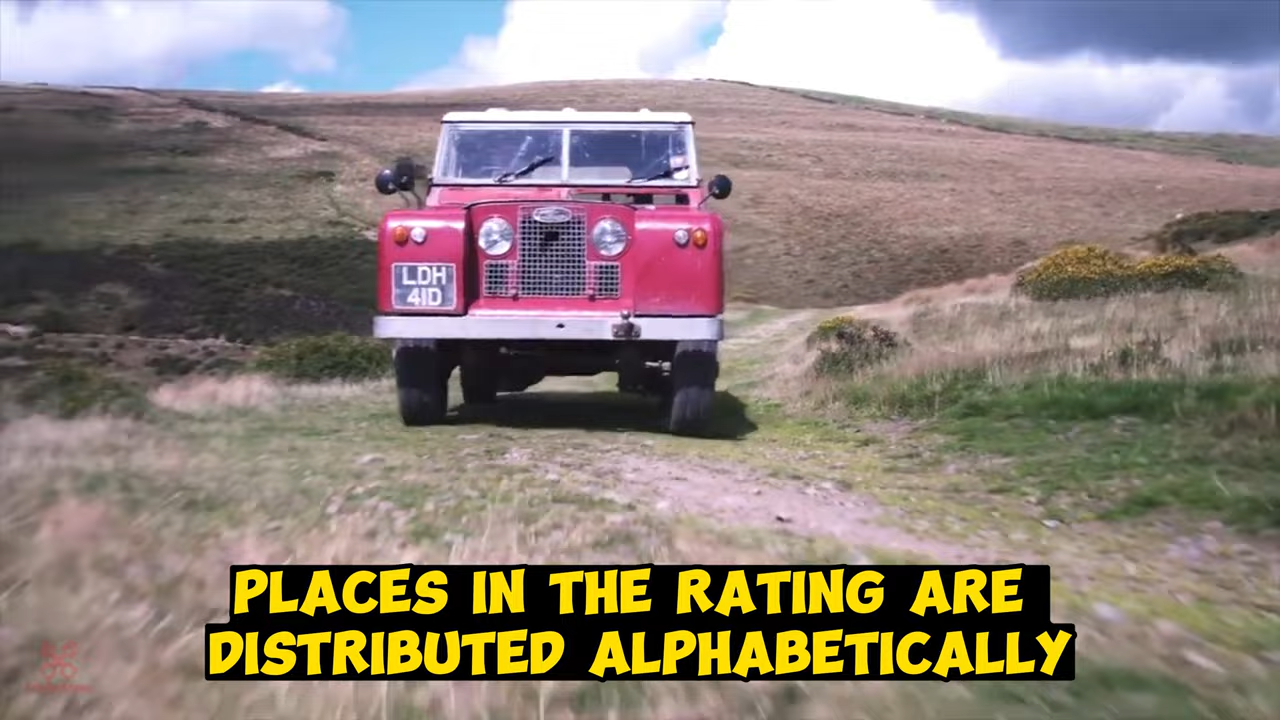 LDH
41D
PLACES IN THE RATING ARE
DISTRIBUTED ALPHABETICALLY